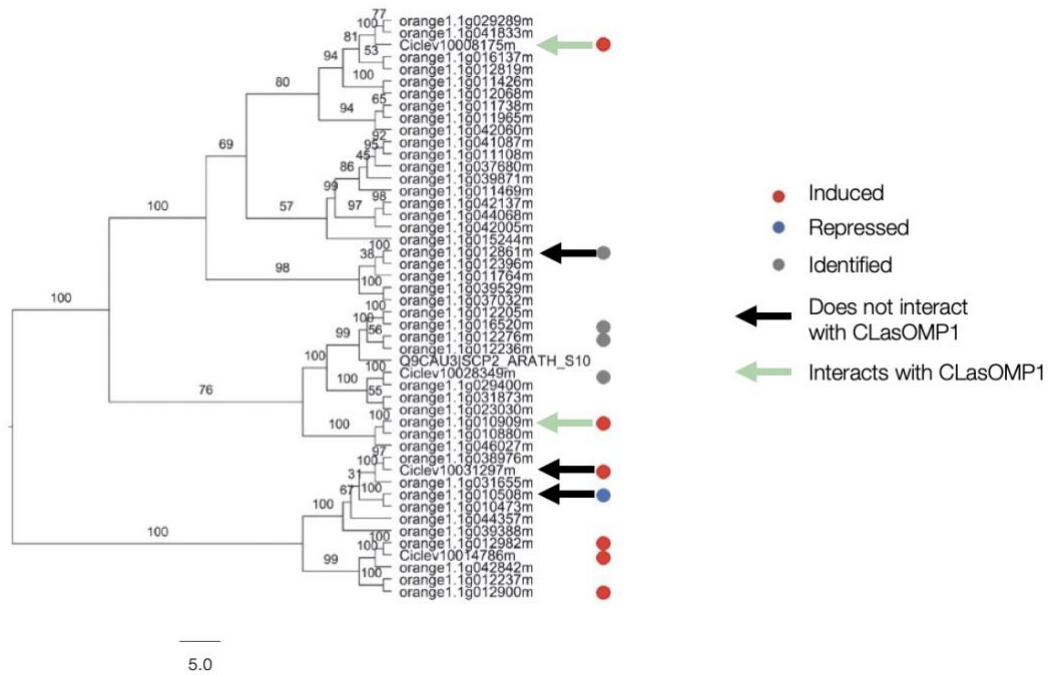 77
orange1.1g029289m
100
orange1.1g041833m
81
Ciclev10008175m
53
94
orange1.1g016137m
orange1.1g012819m
100
orange1.1g011426m
80
orange1.1g012068m
65
orange1.1g011738m
94
orange1.1g011965m
orange1.1g042060m
92
orange1.1g041087m
95
orange1.1g011108m
45
69
orange1.1g037680m
86
orange1.1g039871m
99
orange1.1g011469m
98
orange1.1g042137m
97
57
orange1.1g044068m
100
orange1.1g042005m
orange1.1g015244m
100
orange1.1g012861m
38
orange1.1g012396m
98
orange1.1g011764m
orange1.1g039529m
100
orange1.1g037032m
100
orange1.1g012205m
100
orange1.1g016520m
56
99
orange1.1g012276m
orange1.1g012236m
100
Q9CAU3|SCP2_ARATH_S10
100
Ciclev10028349m
100
orange1.1g029400m
55
76
orange1.1g031873m
orange1.1g023030m
100
orange1.1g010909m
100
orange1.1g010880m
orange1.1g046027m
97
orange1.1g038976m
100
Ciclev10031297m
31
orange1.1g031655m
100
67
orange1.1g010508m
100
orange1.1g010473m
orange1.1g044357m
100
orange1.1g039388m
100
orange1.1g012982m
100
Ciclev10014786m
99
orange1.1g042842m
100
orange1.1g012237m
orange1.1g012900m
5.0
Induced
Repressed
Identified
Does not interact
with CLasOMP1
Interacts with CLasOMP1